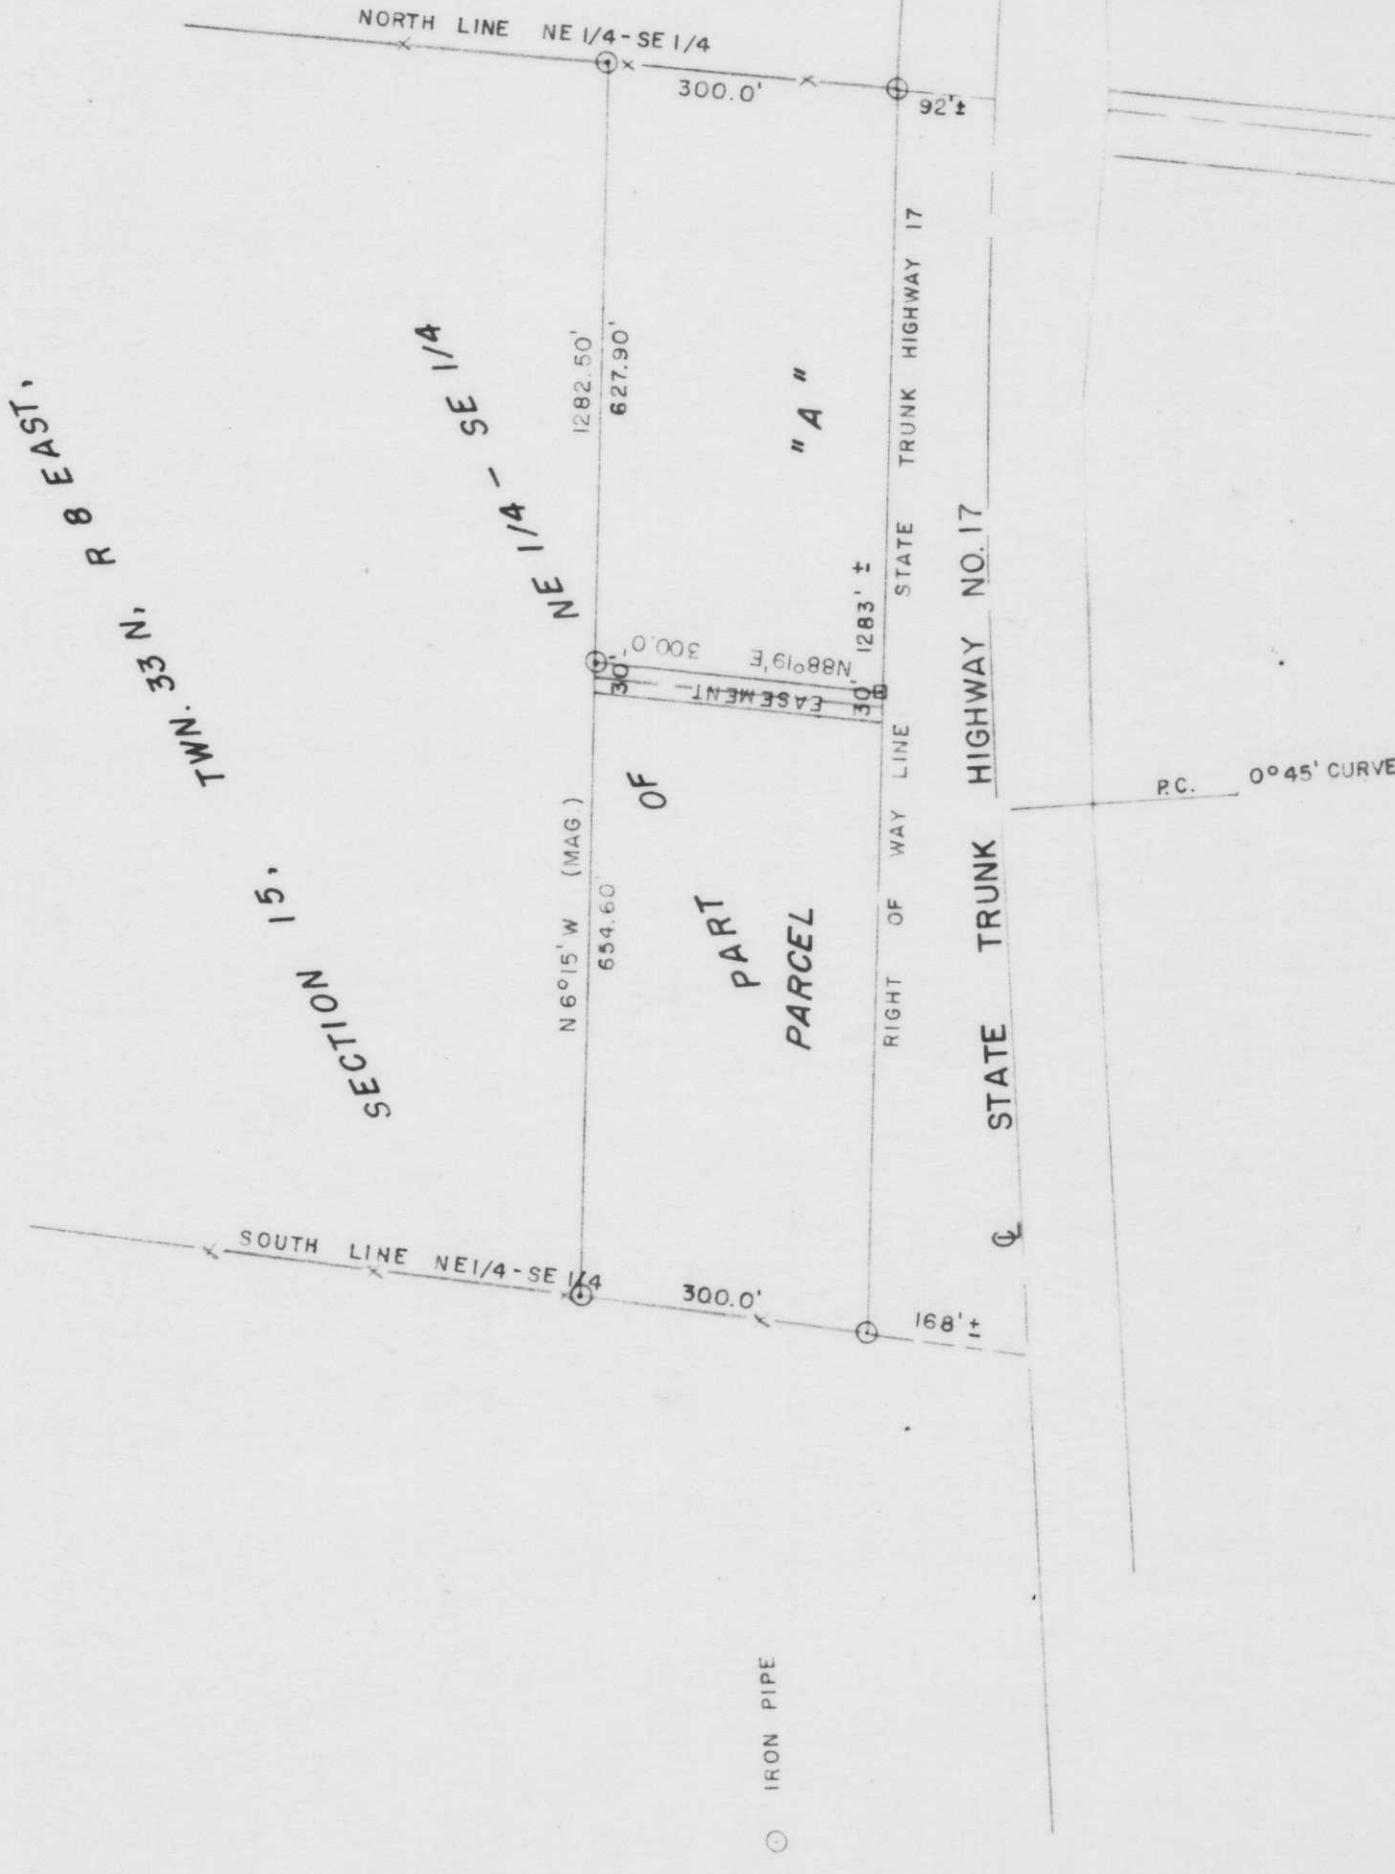 NORTH LINE NE 1/4 - SE 1/4
300.0'
92'±
TWN. 33 N, R 8 EAST,
SECTION 15,
PART OF NE 1/4 - SE 1/4
1282.50'
627.90'
N 6°15' W (MAG.)
654.60'
PARCEL "A"
N88°19'E 300.0'
EASEMENT
30'
30'
1283' ±
RIGHT OF WAY LINE STATE TRUNK HIGHWAY 17
℄ STATE TRUNK HIGHWAY NO. 17
P.C. 0°45' CURVE
SOUTH LINE NE 1/4 - SE 1/4
300.0'
168'±
IRON PIPE